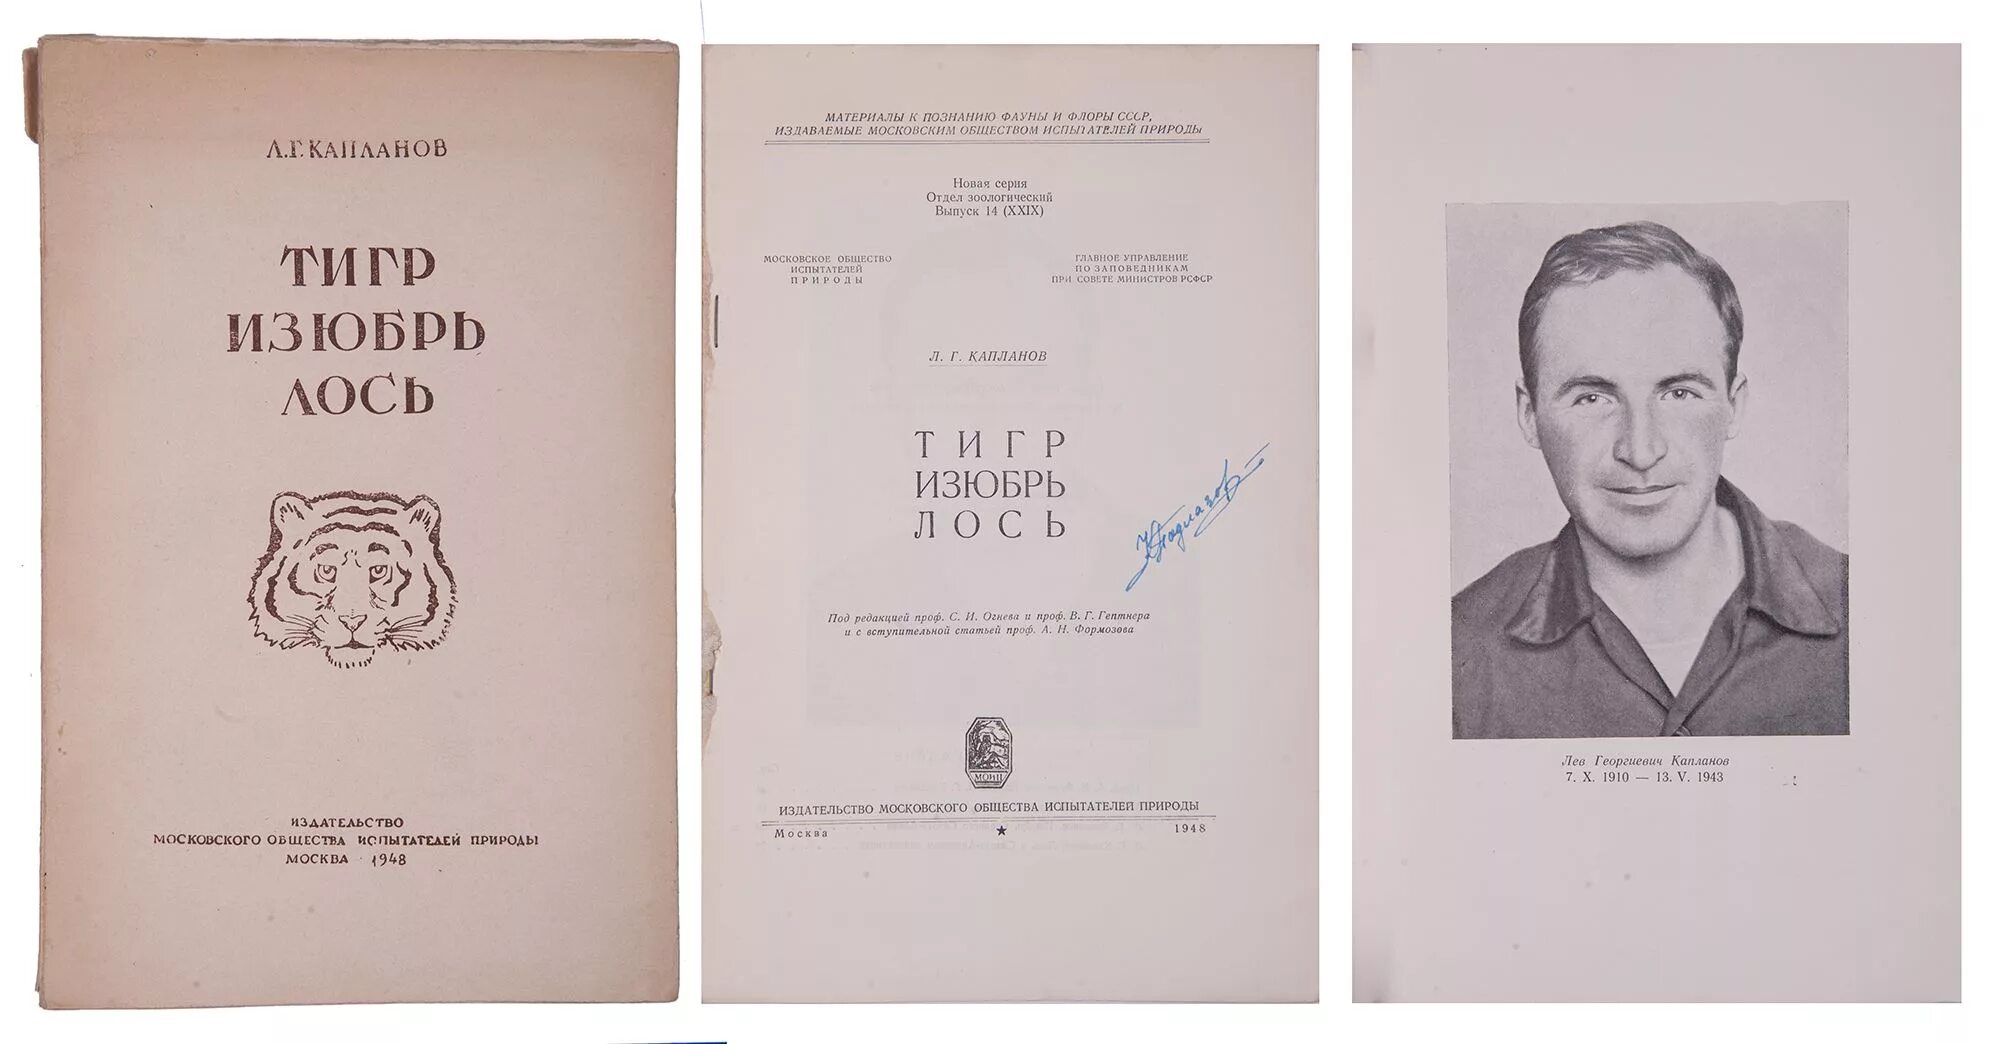 Л.Г. КАПЛАНОВ
ТИГР
ИЗЮБРЬ
ЛОСЬ
ИЗДАТЕЛЬСТВО
МОСКОВСКОГО ОБЩЕСТВА ИСПЫТАТЕЛЕЙ ПРИРОДЫ
МОСКВА · 1948
МАТЕРИАЛЫ К ПОЗНАНИЮ ФАУНЫ И ФЛОРЫ СССР,
ИЗДАВАЕМЫЕ МОСКОВСКИМ ОБЩЕСТВОМ ИСПЫТАТЕЛЕЙ ПРИРОДЫ
Новая серия
Отдел зоологический
Выпуск 14 (XXIX)
МОСКОВСКОЕ ОБЩЕСТВО
ИСПЫТАТЕЛЕЙ
ПРИРОДЫ
ГЛАВНОЕ УПРАВЛЕНИЕ
ПО ЗАПОВЕДНИКАМ
ПРИ СОВЕТЕ МИНИСТРОВ РСФСР
Л. Г. КАПЛАНОВ
ТИГР
ИЗЮБРЬ
ЛОСЬ
Под редакцией проф. С. И. Огнева и проф. В. Г. Гептнера
и с вступительной статьей проф. А. Н. Формозова
МОИП
ИЗДАТЕЛЬСТВО МОСКОВСКОГО ОБЩЕСТВА ИСПЫТАТЕЛЕЙ ПРИРОДЫ
Москва ★ 1948
Лев Георгиевич Капланов
7. X. 1910 — 13. V. 1943